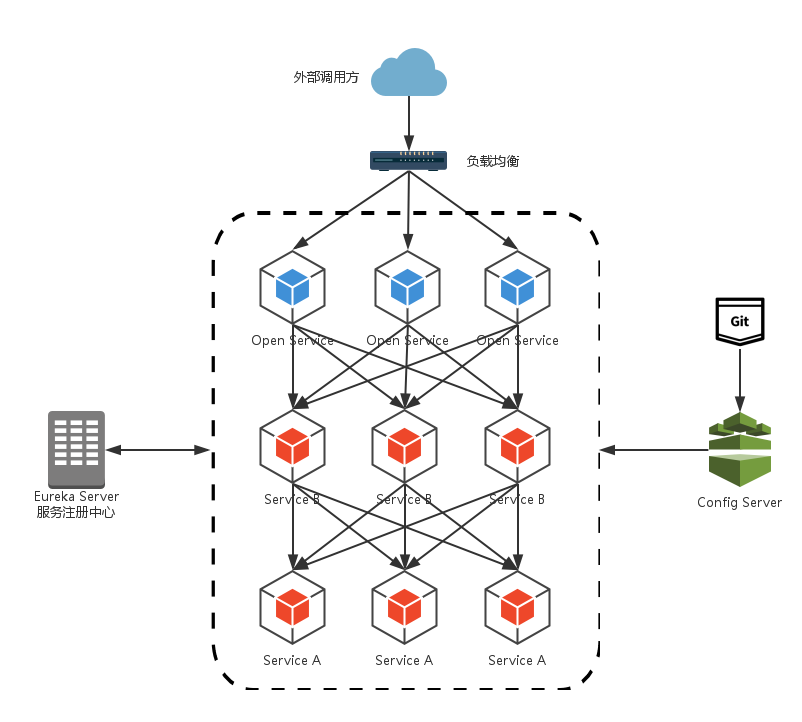 外部调用方
负载均衡
Open Service
Open Service
Open Service
Git
Service B
Service B
Service B
Eureka Server
服务注册中心
Config Server
Service A
Service A
Service A